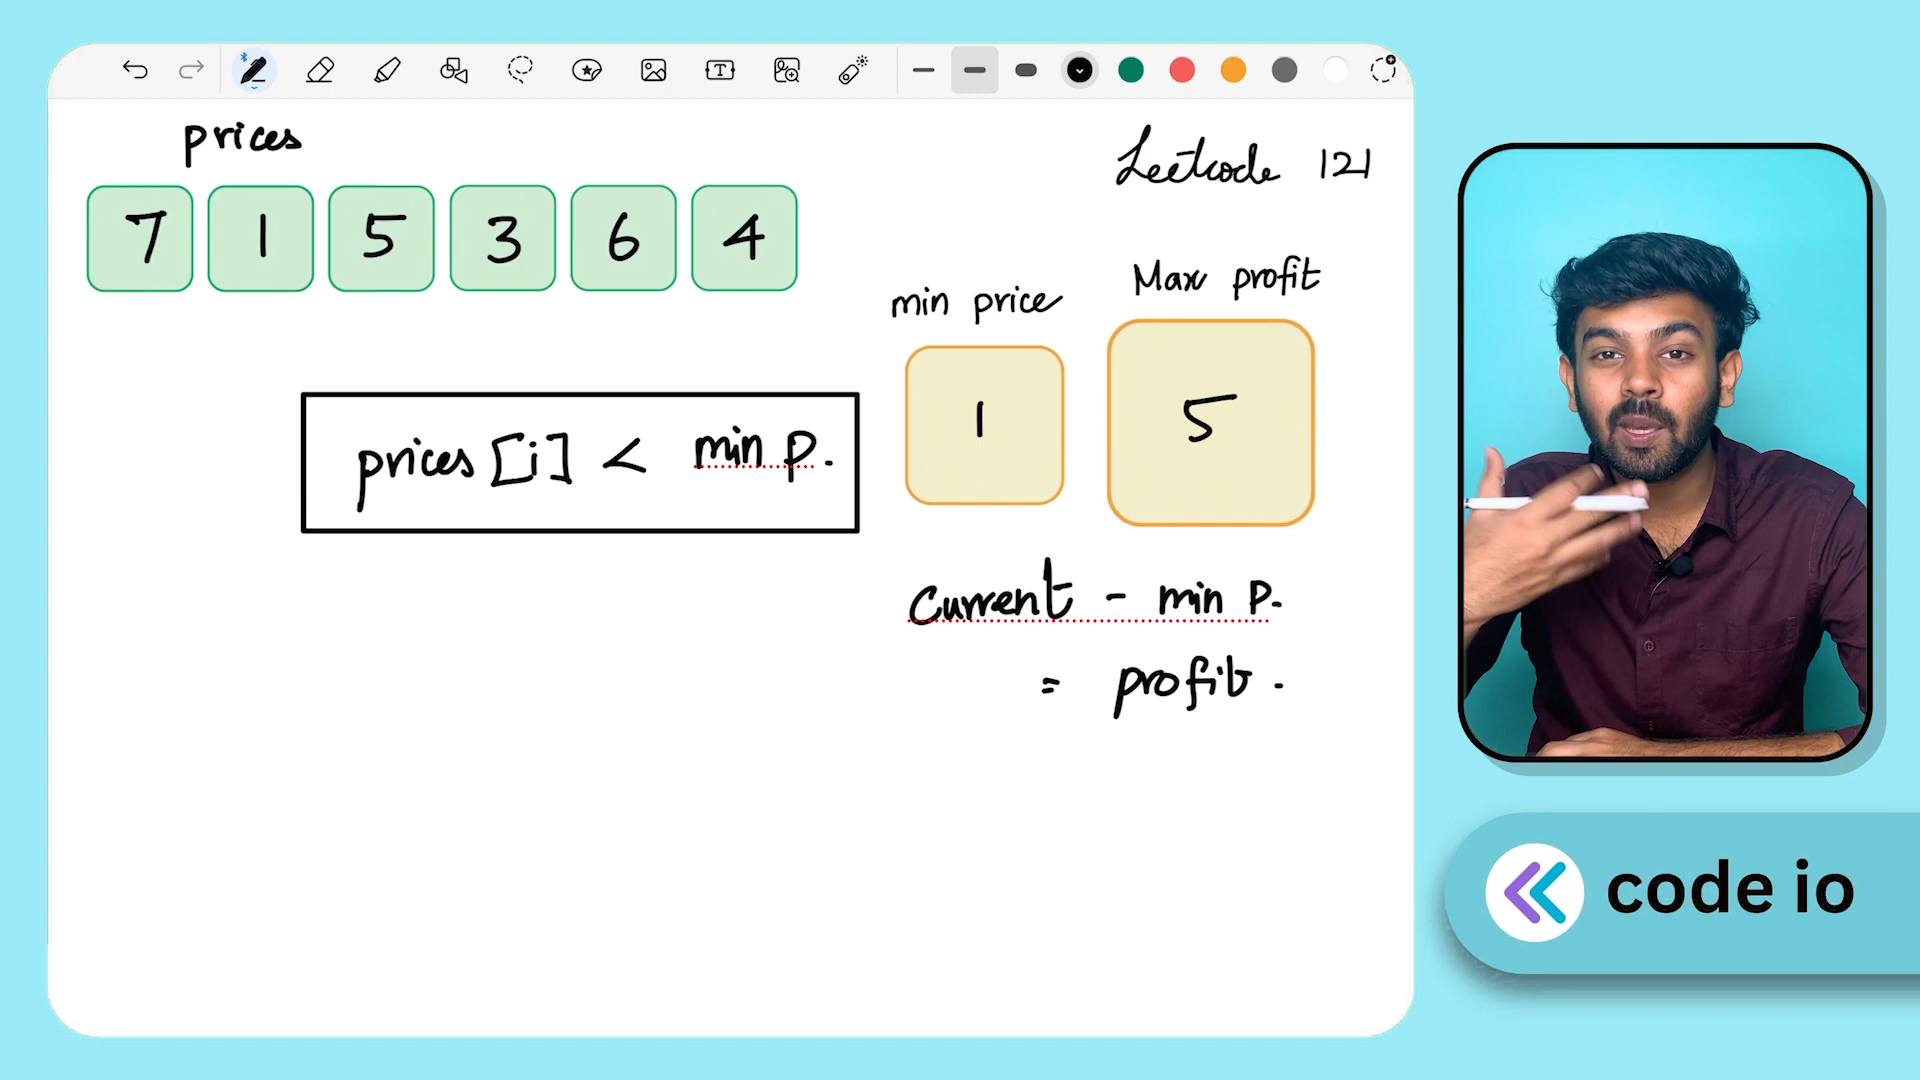 prices
Leetcode 121
7 1 5 3 6 4
min price
Max profit
1
5
prices [i] < min p.
Current - min P.
= profit.
code io